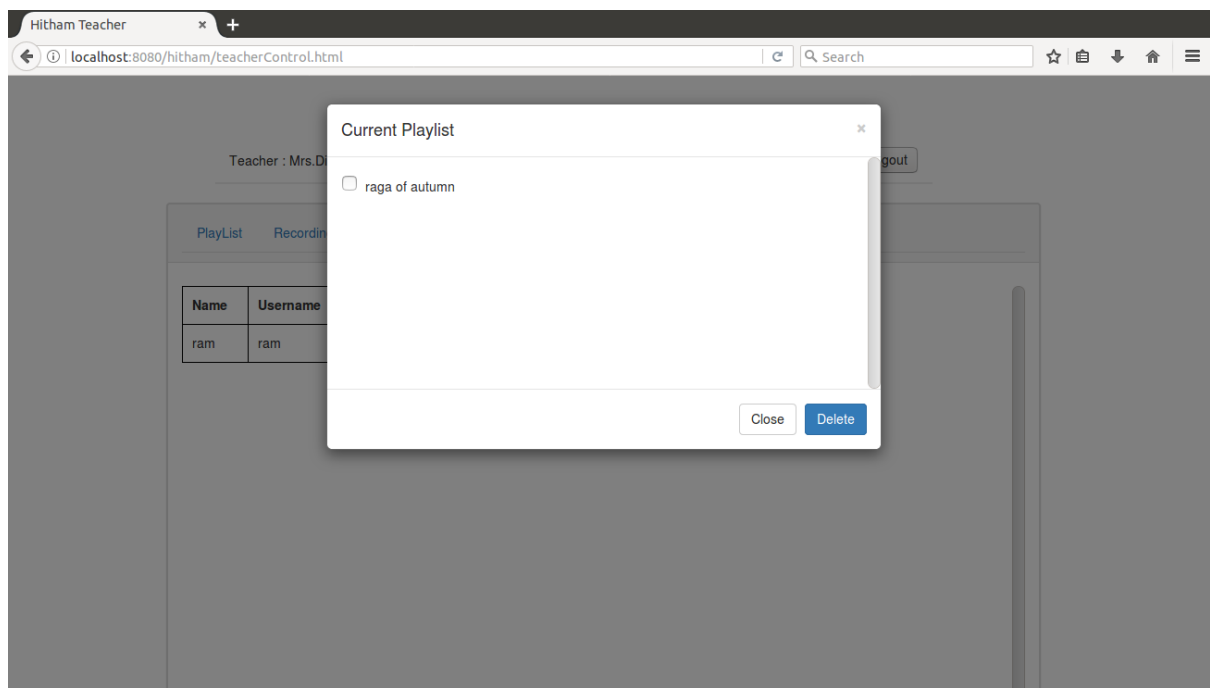 Hitham Teacher
localhost:8080/hitham/teacherControl.html
Search
Current Playlist
Teacher : Mrs.Di
gout
raga of autumn
PlayList Recordin
Name Username
ram ram
Close Delete